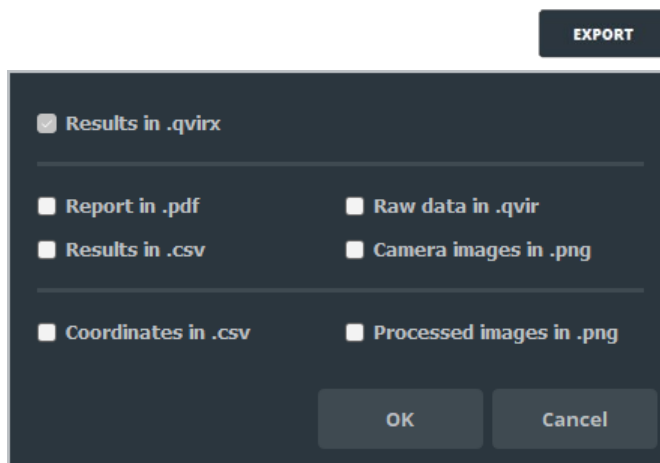 EXPORT
Results in .qvirx
Report in .pdf Raw data in .qvir
Results in .csv Camera images in .png
Coordinates in .csv Processed images in .png
OK Cancel